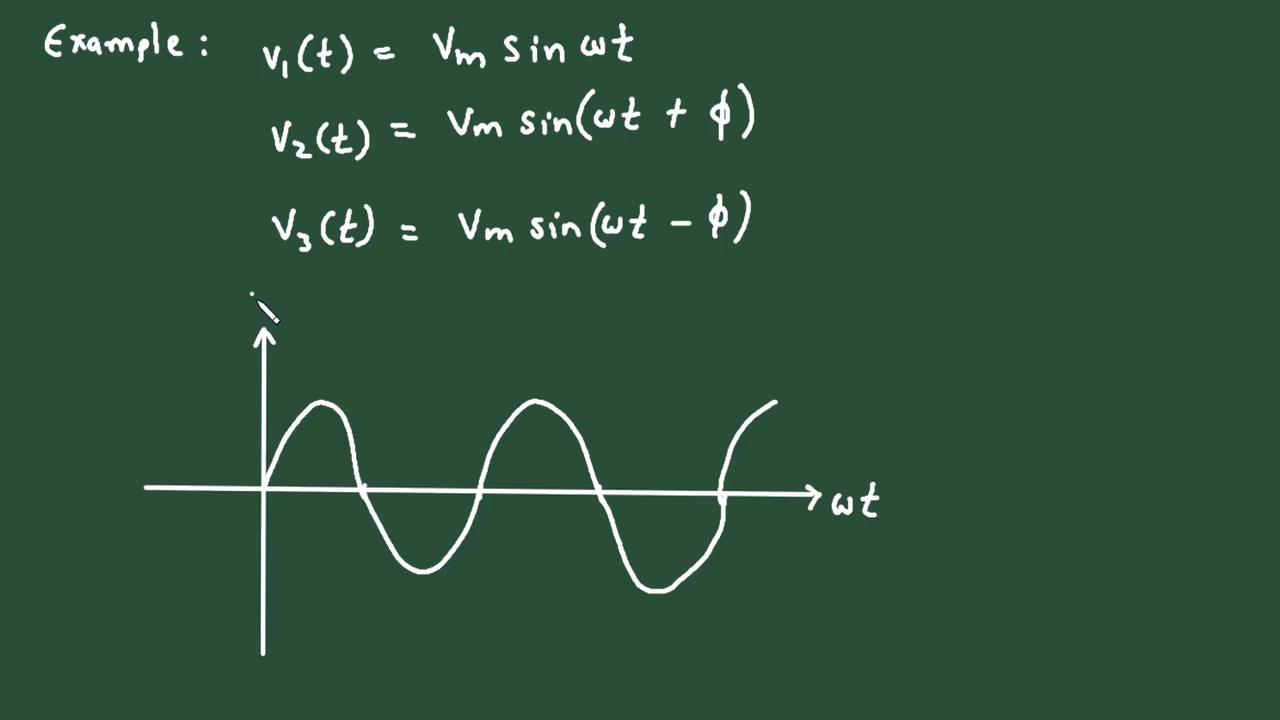 Example: v₁(t) = Vm sin ωt
v₂(t) = Vm sin(ωt + ϕ)
v₃(t) = Vm sin(ωt - ϕ)
ωt